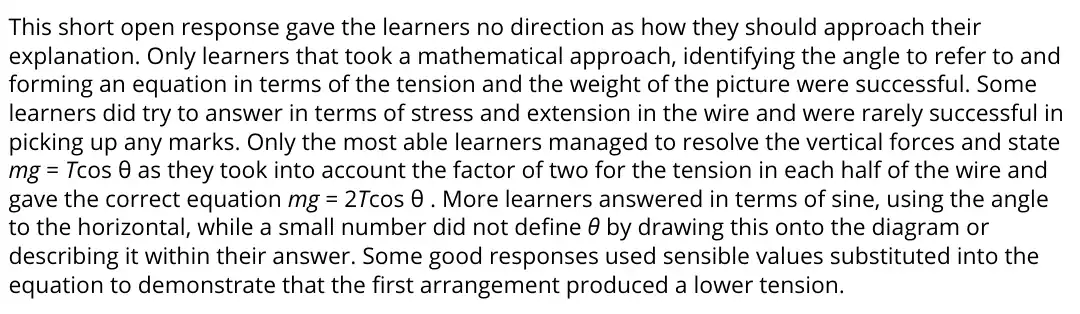 This short open response gave the learners no direction as how they should approach their
explanation. Only learners that took a mathematical approach, identifying the angle to refer to and
forming an equation in terms of the tension and the weight of the picture were successful. Some
learners did try to answer in terms of stress and extension in the wire and were rarely successful in
picking up any marks. Only the most able learners managed to resolve the vertical forces and state
mg = Tcos θ as they took into account the factor of two for the tension in each half of the wire and
gave the correct equation mg = 2Tcos θ . More learners answered in terms of sine, using the angle
to the horizontal, while a small number did not define θ by drawing this onto the diagram or
describing it within their answer. Some good responses used sensible values substituted into the
equation to demonstrate that the first arrangement produced a lower tension.